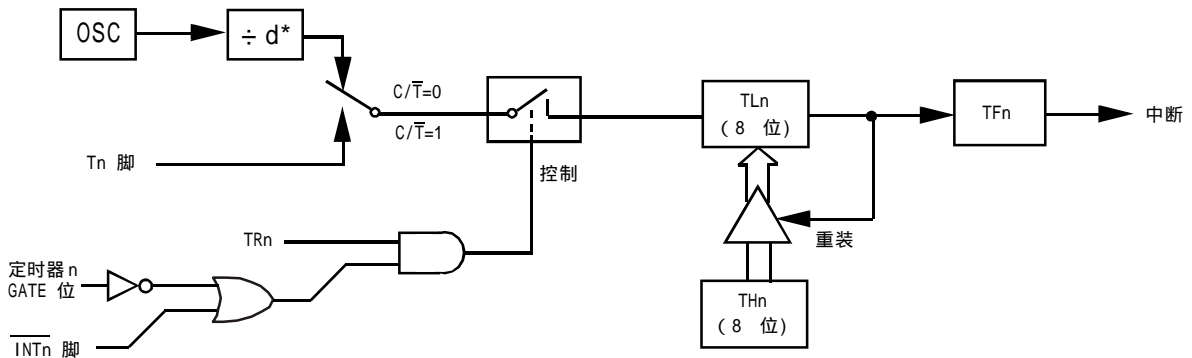 OSC
÷ d*
C/T̅=0
C/T̅=1
Tn 脚
控制
TLn
(8 位)
TFn
中断
重装
TRn
定时器 n
GATE 位
I̅N̅T̅n̅ 脚
THn
(8 位)